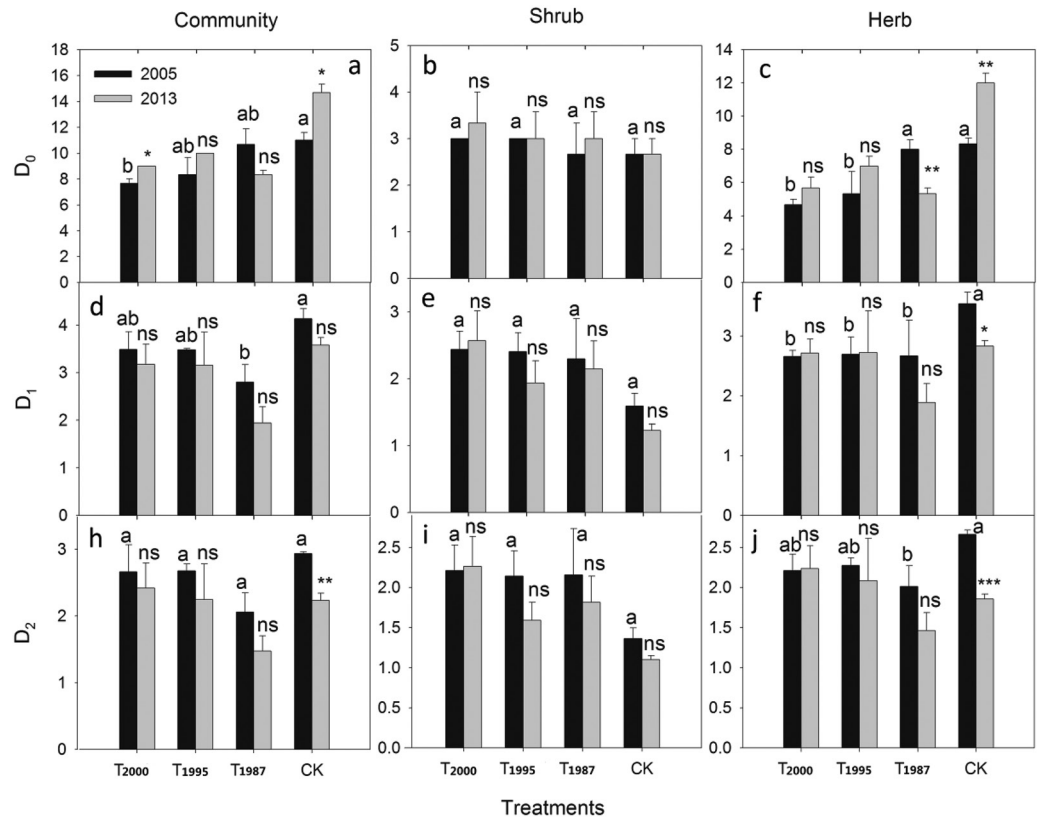 Community
Shrub
Herb
2005
2013
D0
18
16
14
12
10
8
6
4
2
0
a
b
*
ab
ns
ab
ns
a
*
5
4
3
2
1
0
b
a
ns
a
ns
a
ns
a
ns
14
12
10
8
6
4
2
0
c
b
ns
b
ns
a
**
a
**
D1
4
3
2
1
0
d
ab
ns
ab
ns
b
ns
a
ns
3
2
1
0
e
a
ns
a
ns
a
ns
a
ns
3
2
1
0
f
b
ns
b
ns
b
ns
a
*
D2
3
2
1
0
h
a
ns
a
ns
a
ns
a
**
2.5
2.0
1.5
1.0
0.5
0.0
i
a
ns
a
ns
a
ns
a
ns
2.5
2.0
1.5
1.0
0.5
0.0
j
ab
ns
ab
ns
b
ns
a
***
T2000 T1995 T1987 CK
T2000 T1995 T1987 CK
T2000 T1995 T1987 CK
Treatments